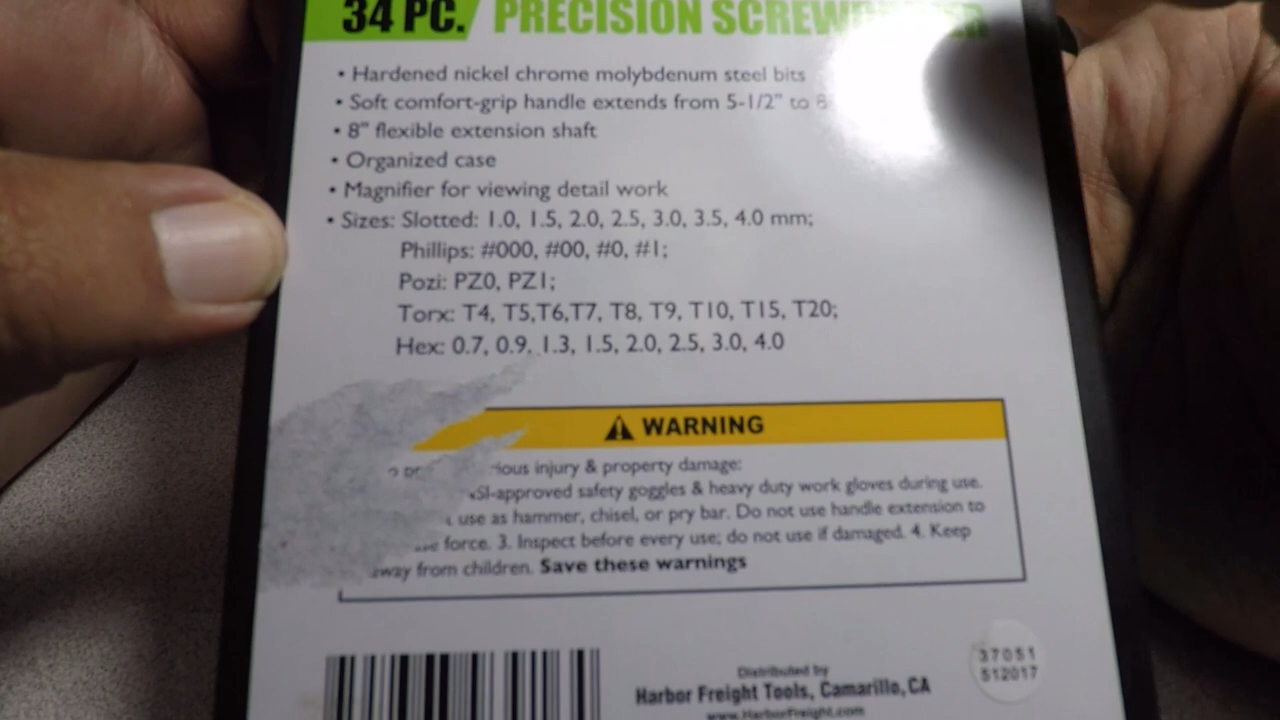 34 PC. PRECISION
• Hardened nickel chrome molybdenum steel bits
• Soft comfort-grip handle extends from 5-1/2" to 8
• 8" flexible extension shaft
• Organized case
• Magnifier for viewing detail work
• Sizes: Slotted: 1.0, 1.5, 2.0, 2.5, 3.0, 3.5, 4.0 mm;
Phillips: #000, #00, #0, #1;
Pozi: PZ0, PZ1;
Torx: T4, T5,T6,T7, T8, T9, T10, T15, T20;
Hex: 0.7, 0.9, 1.3, 1.5, 2.0, 2.5, 3.0, 4.0
WARNING
injury & property damage:
-approved safety goggles & heavy duty work gloves during use.
use as hammer, chisel, or pry bar. Do not use handle extension to
force. 3. Inspect before every use; do not use if damaged. 4. Keep
away from children. Save these warnings
Distributed by
Harbor Freight Tools, Camarillo, CA
www.HarborFreight.com
37051
512017